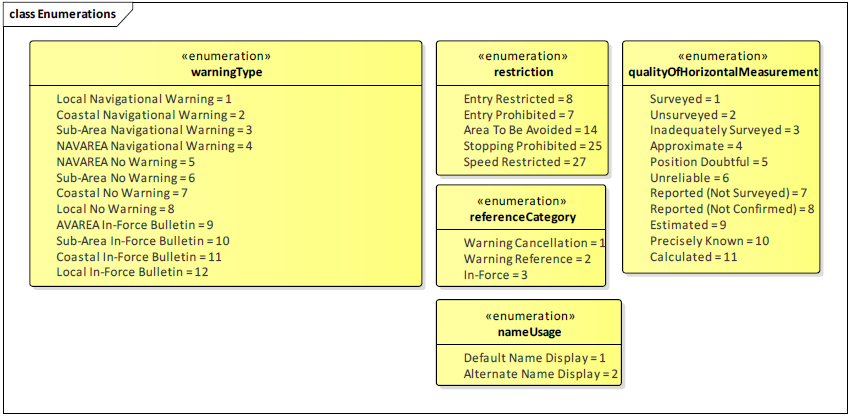 class Enumerations
«enumeration»
warningType
Local Navigational Warning = 1
Coastal Navigational Warning = 2
Sub-Area Navigational Warning = 3
NAVAREA Navigational Warning = 4
NAVAREA No Warning = 5
Sub-Area No Warning = 6
Coastal No Warning = 7
Local No Warning = 8
AVAREA In-Force Bulletin = 9
Sub-Area In-Force Bulletin = 10
Coastal In-Force Bulletin = 11
Local In-Force Bulletin = 12
«enumeration»
restriction
Entry Restricted = 8
Entry Prohibited = 7
Area To Be Avoided = 14
Stopping Prohibited = 25
Speed Restricted = 27
«enumeration»
referenceCategory
Warning Cancellation = 1
Warning Reference = 2
In-Force = 3
«enumeration»
nameUsage
Default Name Display = 1
Alternate Name Display = 2
«enumeration»
qualityOfHorizontalMeasurement
Surveyed = 1
Unsurveyed = 2
Inadequately Surveyed = 3
Approximate = 4
Position Doubtful = 5
Unreliable = 6
Reported (Not Surveyed) = 7
Reported (Not Confirmed) = 8
Estimated = 9
Precisely Known = 10
Calculated = 11